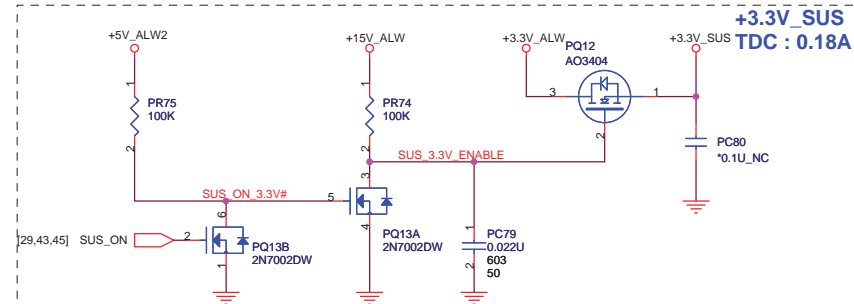 +3.3V_SUS
TDC : 0.18A
+5V_ALW2
+15V_ALW
+3.3V_ALW
+3.3V_SUS
PQ12
AO3404
3
1
2
1
PR75
100K
2
1
PR74
100K
2
PC80
*0.1U_NC
SUS_3.3V_ENABLE
SUS_ON_3.3V#
5
3
4
PQ13A
2N7002DW
[29,43,45] SUS_ON
2
6
1
PQ13B
2N7002DW
1
2
PC79
0.022U
603
50